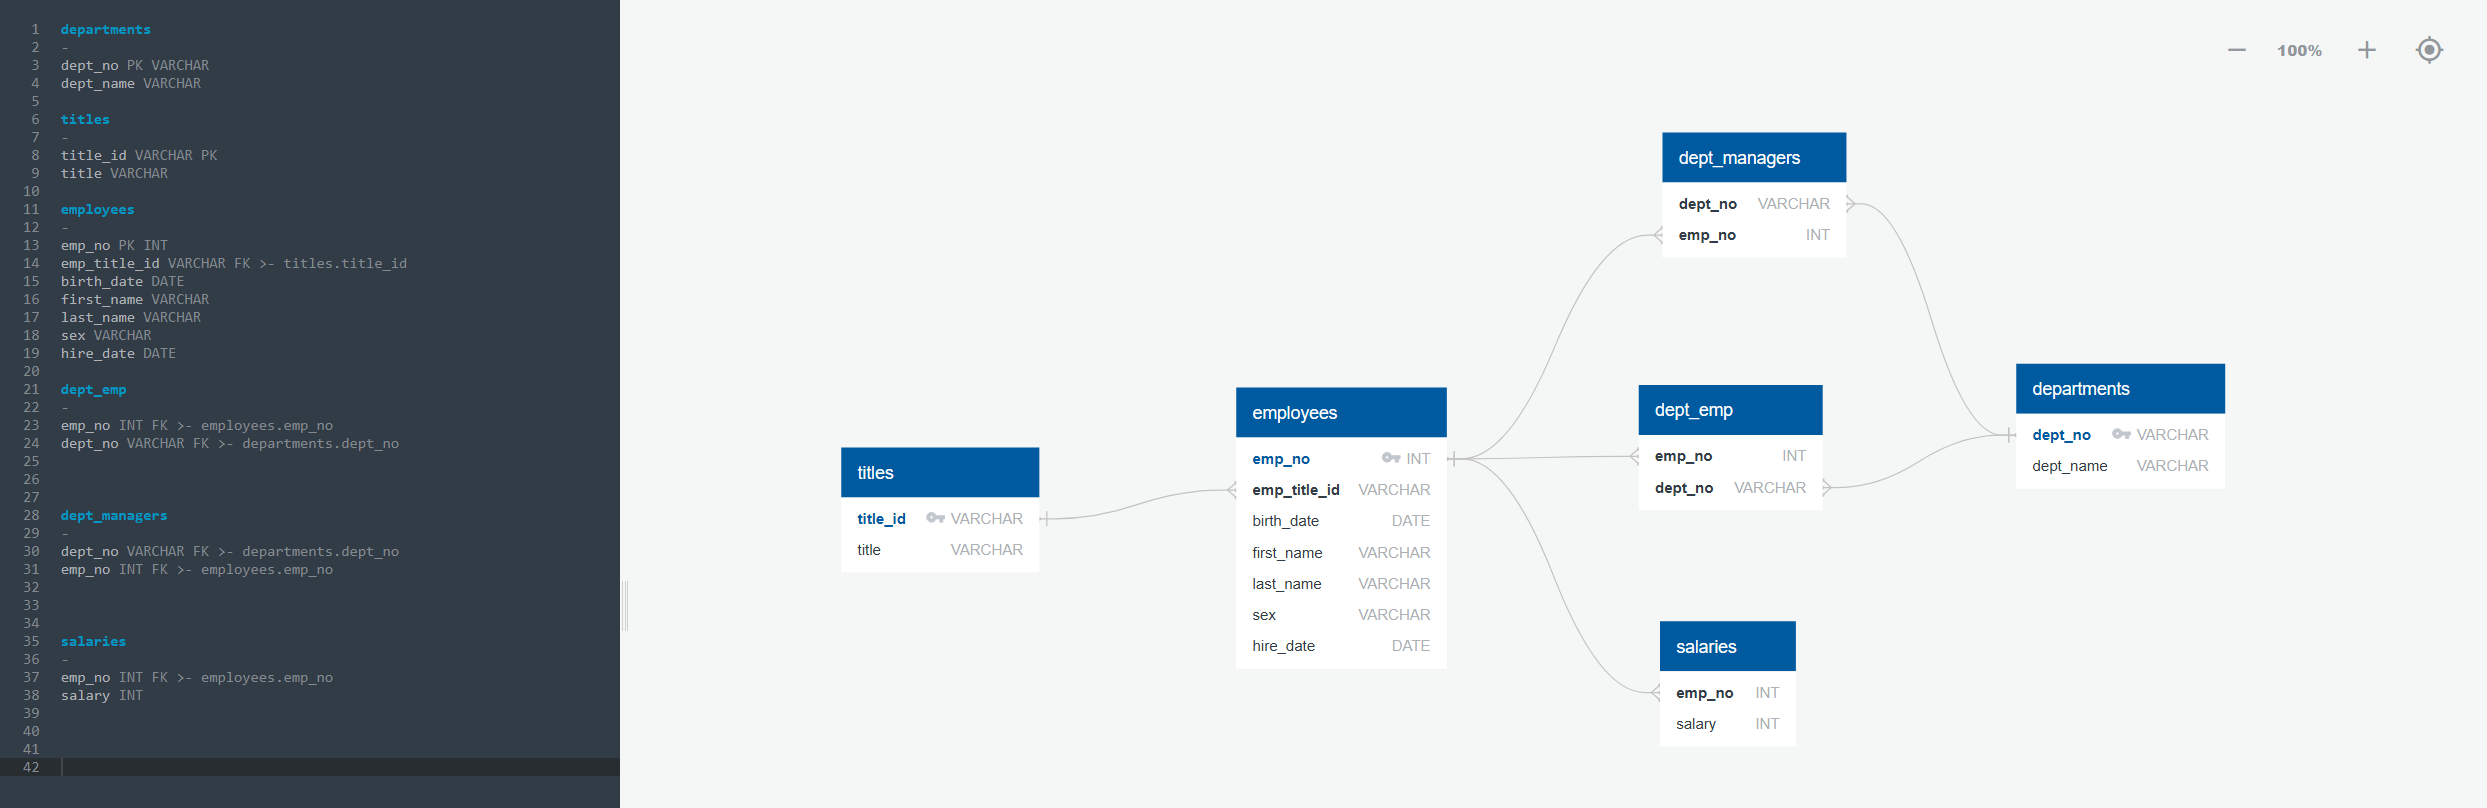 1 departments
2 -
3 dept_no PK VARCHAR
4 dept_name VARCHAR
5
6 titles
7 -
8 title_id VARCHAR PK
9 title VARCHAR
10
11 employees
12 -
13 emp_no PK INT
14 emp_title_id VARCHAR FK >- titles.title_id
15 birth_date DATE
16 first_name VARCHAR
17 last_name VARCHAR
18 sex VARCHAR
19 hire_date DATE
20
21 dept_emp
22 -
23 emp_no INT FK >- employees.emp_no
24 dept_no VARCHAR FK >- departments.dept_no
25
26
27
28 dept_managers
29 -
30 dept_no VARCHAR FK >- departments.dept_no
31 emp_no INT FK >- employees.emp_no
32
33
34
35 salaries
36 -
37 emp_no INT FK >- employees.emp_no
38 salary INT
39
40
41
42
100%
titles
title_id VARCHAR
title VARCHAR
employees
emp_no INT
emp_title_id VARCHAR
birth_date DATE
first_name VARCHAR
last_name VARCHAR
sex VARCHAR
hire_date DATE
dept_managers
dept_no VARCHAR
emp_no INT
dept_emp
emp_no INT
dept_no VARCHAR
salaries
emp_no INT
salary INT
departments
dept_no VARCHAR
dept_name VARCHAR